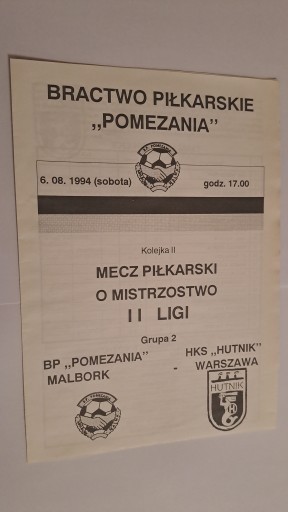 BRACTWO PIŁKARSKIE
,,POMEZANIA"
6. 08. 1994 (sobota) godz. 17.00
Kolejka II
MECZ PIŁKARSKI
O MISTRZOSTWO
II LIGI
Grupa 2
BP ,,POMEZANIA" - HKS ,,HUTNIK"
MALBORK WARSZAWA
HUTNIK